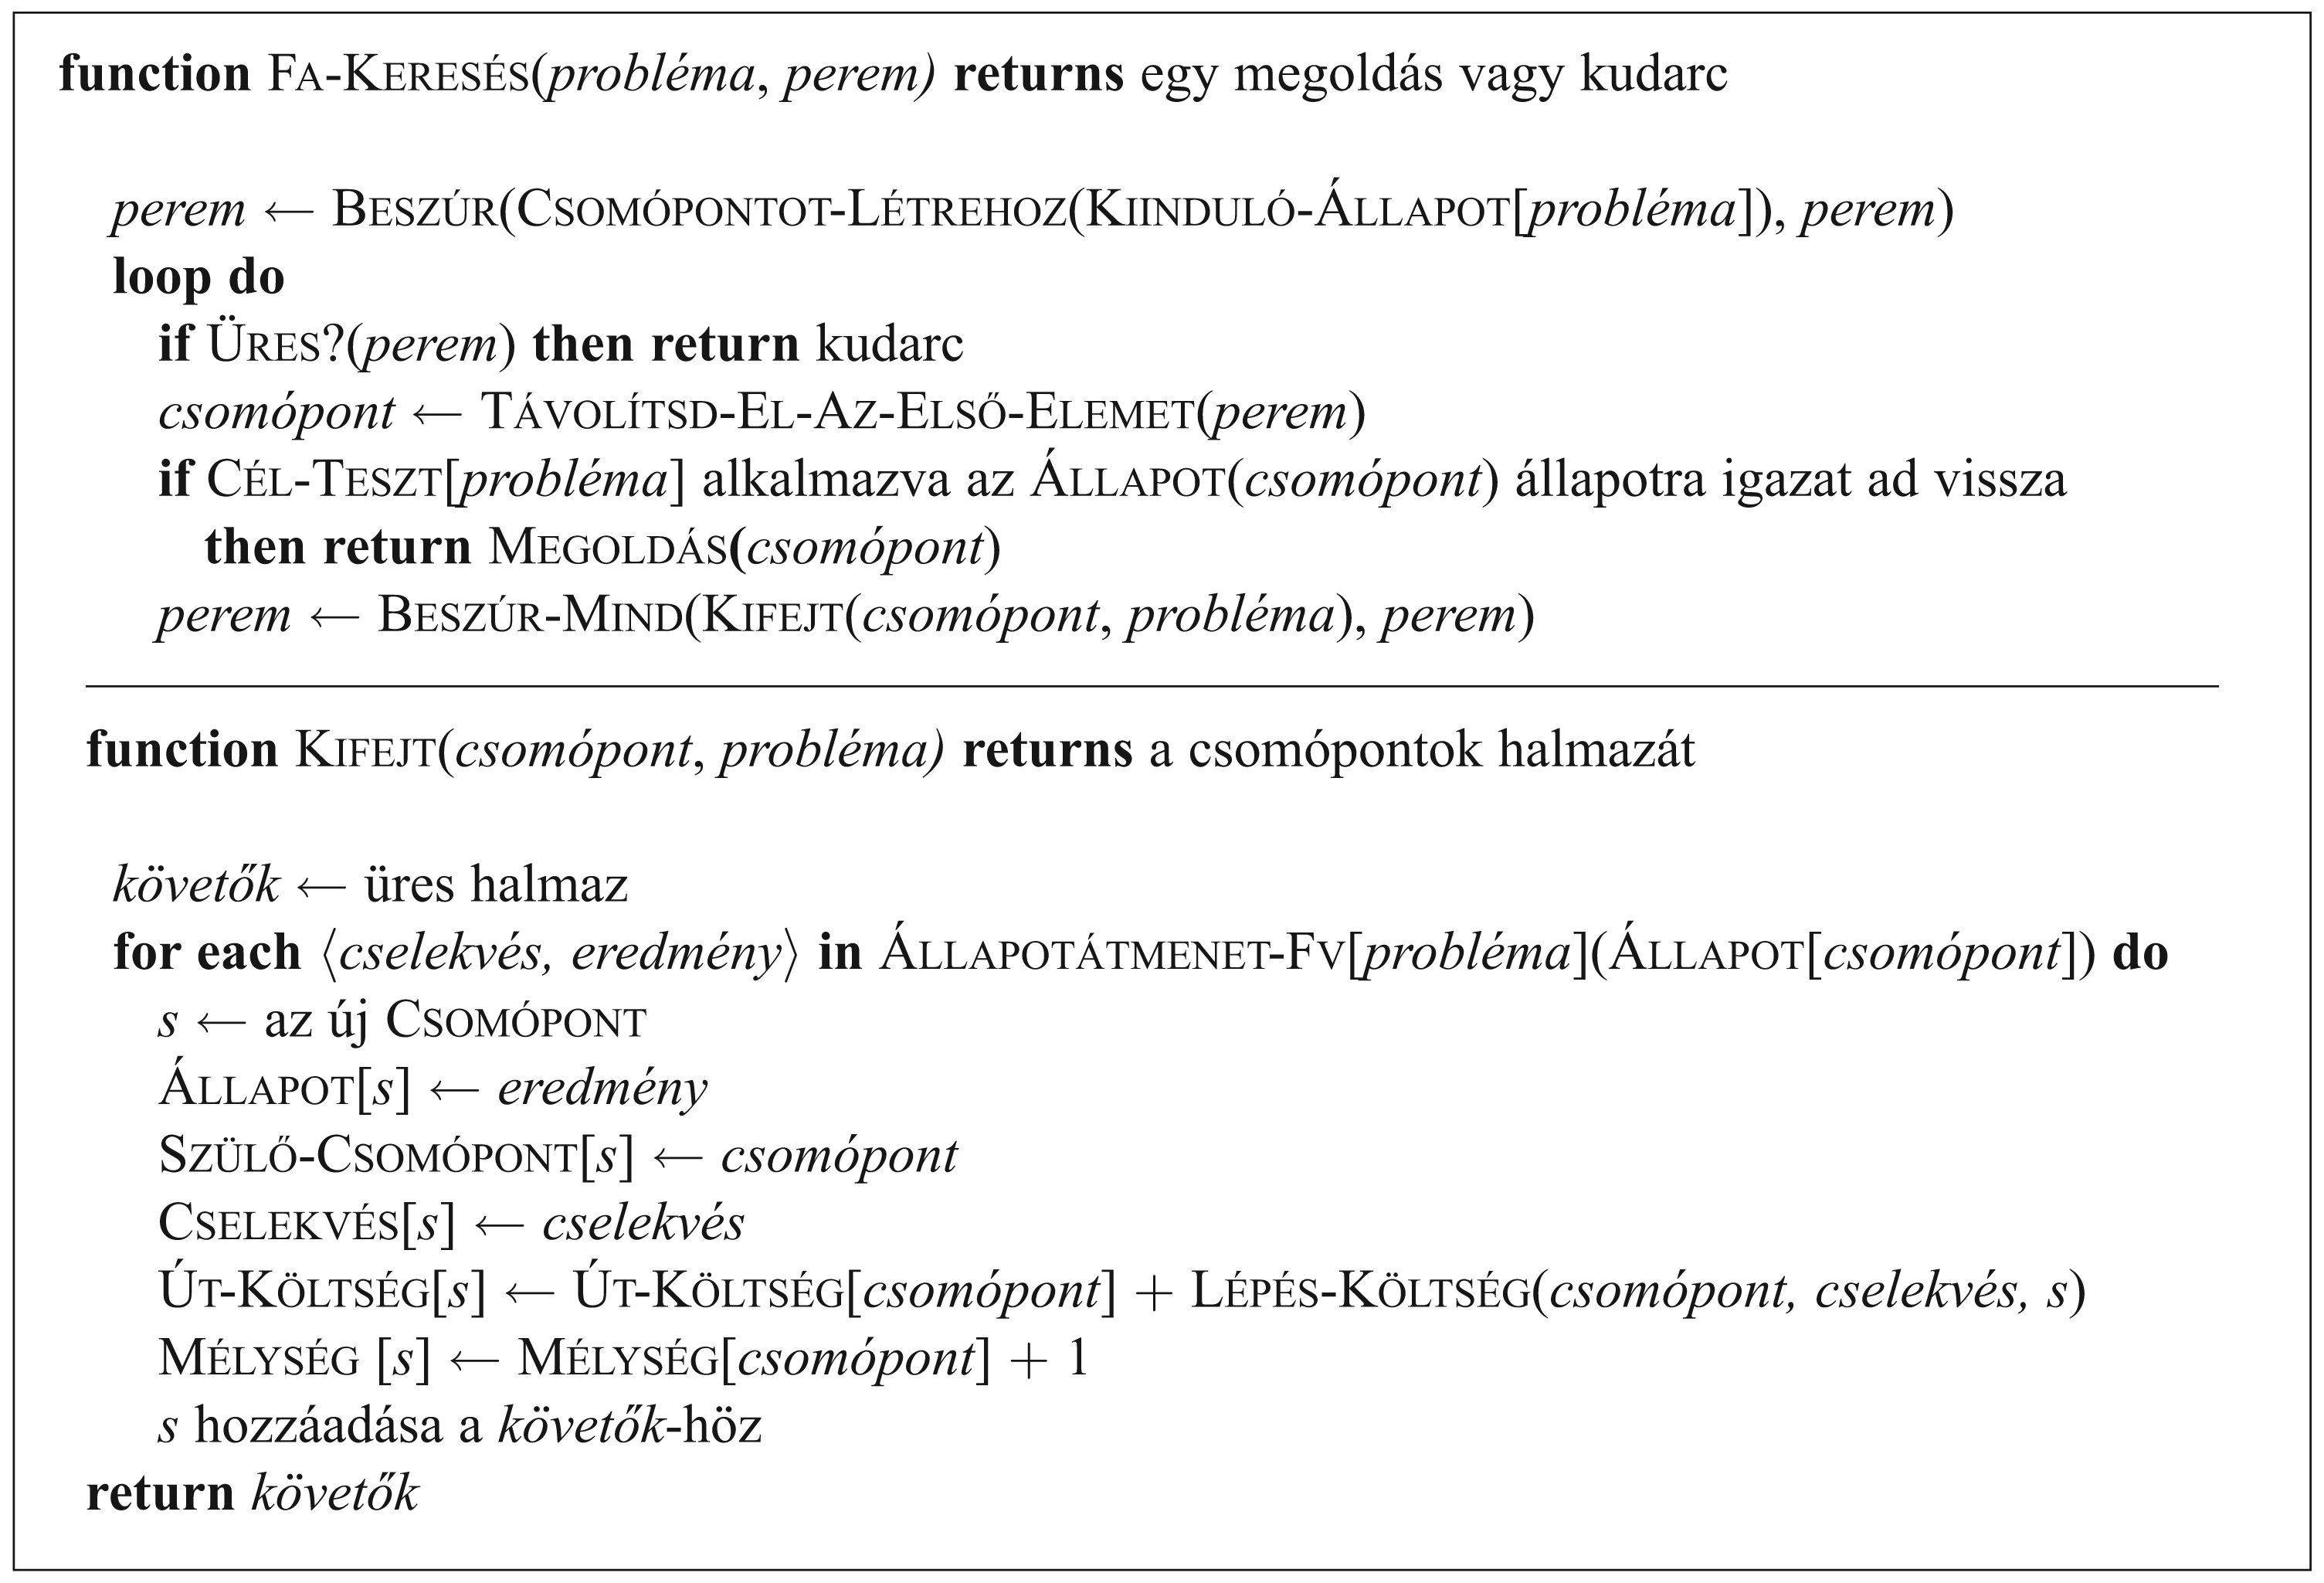 function FA-KERESÉS(probléma, perem) returns egy megoldás vagy kudarc
perem ← BESZÚR(CSOMÓPONTOT-LÉTREHOZ(KIINDULÓ-ÁLLAPOT[probléma]), perem)
loop do
if ÜRES?(perem) then return kudarc
csomópont ← TÁVOLÍTSD-EL-AZ-ELSŐ-ELEMET(perem)
if CÉL-TESZT[probléma] alkalmazva az ÁLLAPOT(csomópont) állapotra igazat ad vissza
then return MEGOLDÁS(csomópont)
perem ← BESZÚR-MIND(KIFEJT(csomópont, probléma), perem)
function KIFEJT(csomópont, probléma) returns a csomópontok halmazát
követők ← üres halmaz
for each ⟨cselekvés, eredmény⟩ in ÁLLAPOTÁTMENET-FV[probléma](ÁLLAPOT[csomópont]) do
s ← az új CSOMÓPONT
ÁLLAPOT[s] ← eredmény
SZÜLŐ-CSOMÓPONT[s] ← csomópont
CSELEKVÉS[s] ← cselekvés
ÚT-KÖLTSÉG[s] ← ÚT-KÖLTSÉG[csomópont] + LÉPÉS-KÖLTSÉG(csomópont, cselekvés, s)
MÉLYSÉG [s] ← MÉLYSÉG[csomópont] + 1
s hozzáadása a követők-höz
return követők